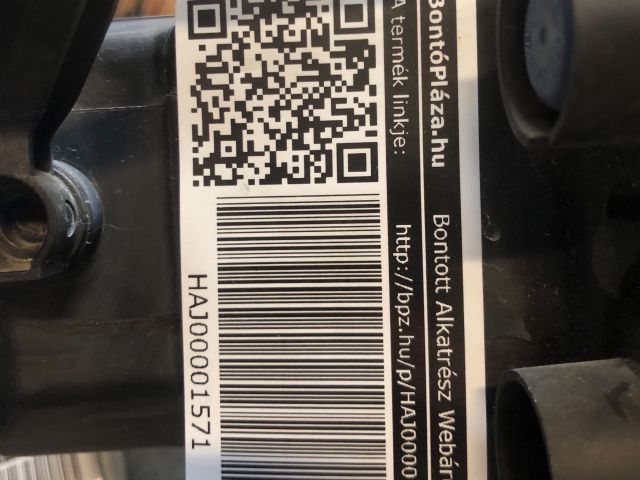 BontóPláza.hu Bontott Alkatrész Webár
A termék linkje: http://bpz.hu/p/HAJ0000
HAJ00001571